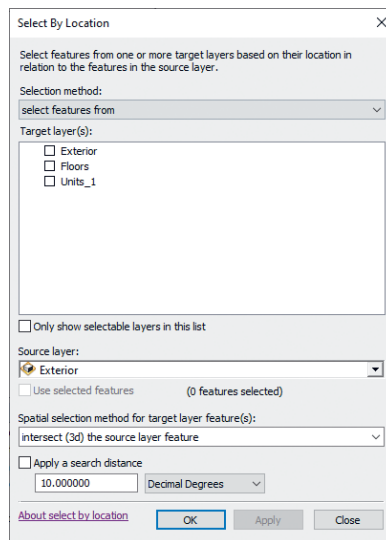 Select By Location
Select features from one or more target layers based on their location in
relation to the features in the source layer.
Selection method:
select features from
Target layer(s):
Exterior
Floors
Units_1
Only show selectable layers in this list
Source layer:
Exterior
Use selected features (0 features selected)
Spatial selection method for target layer feature(s):
intersect (3d) the source layer feature
Apply a search distance
10.000000 Decimal Degrees
About select by location OK Apply Close